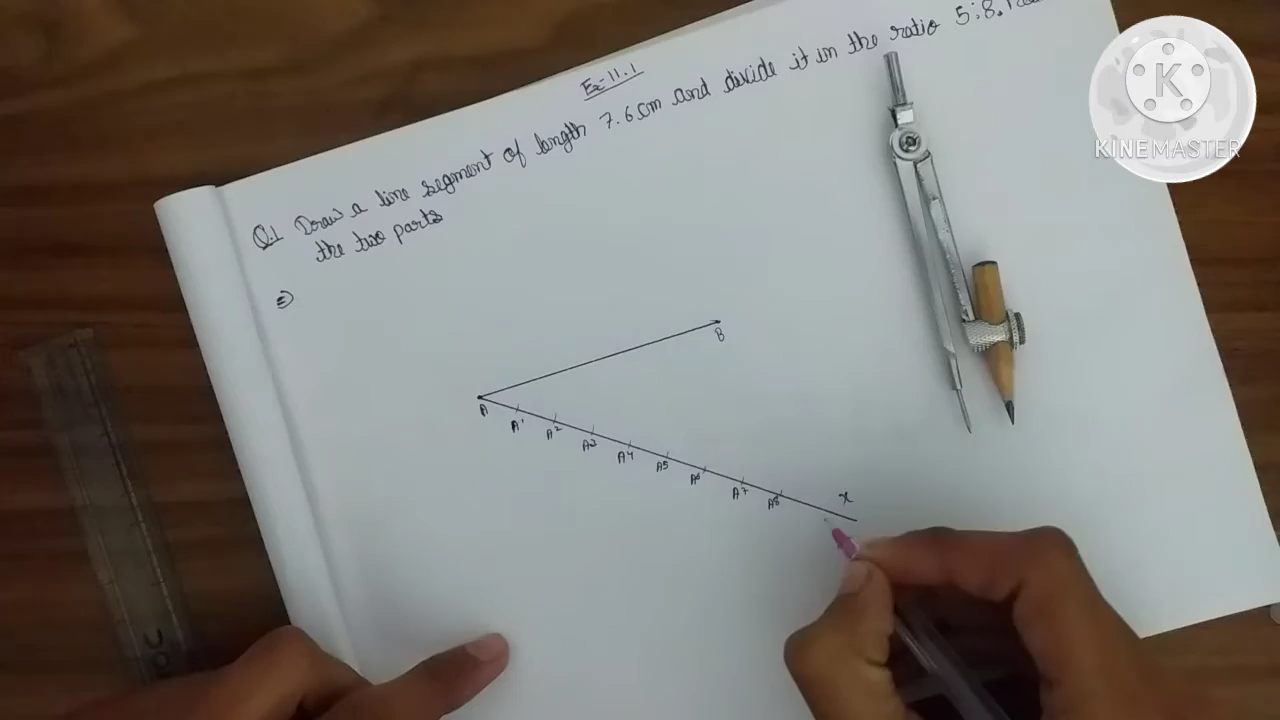 Ex-11.1
Q.1 Draw a line segment of length 7.6 cm and divide it in the ratio 5:8.
the two parts
⇒
B
A
A1
A2
A3
A4
A5
A6
A7
A8
X
K
KINEMASTER